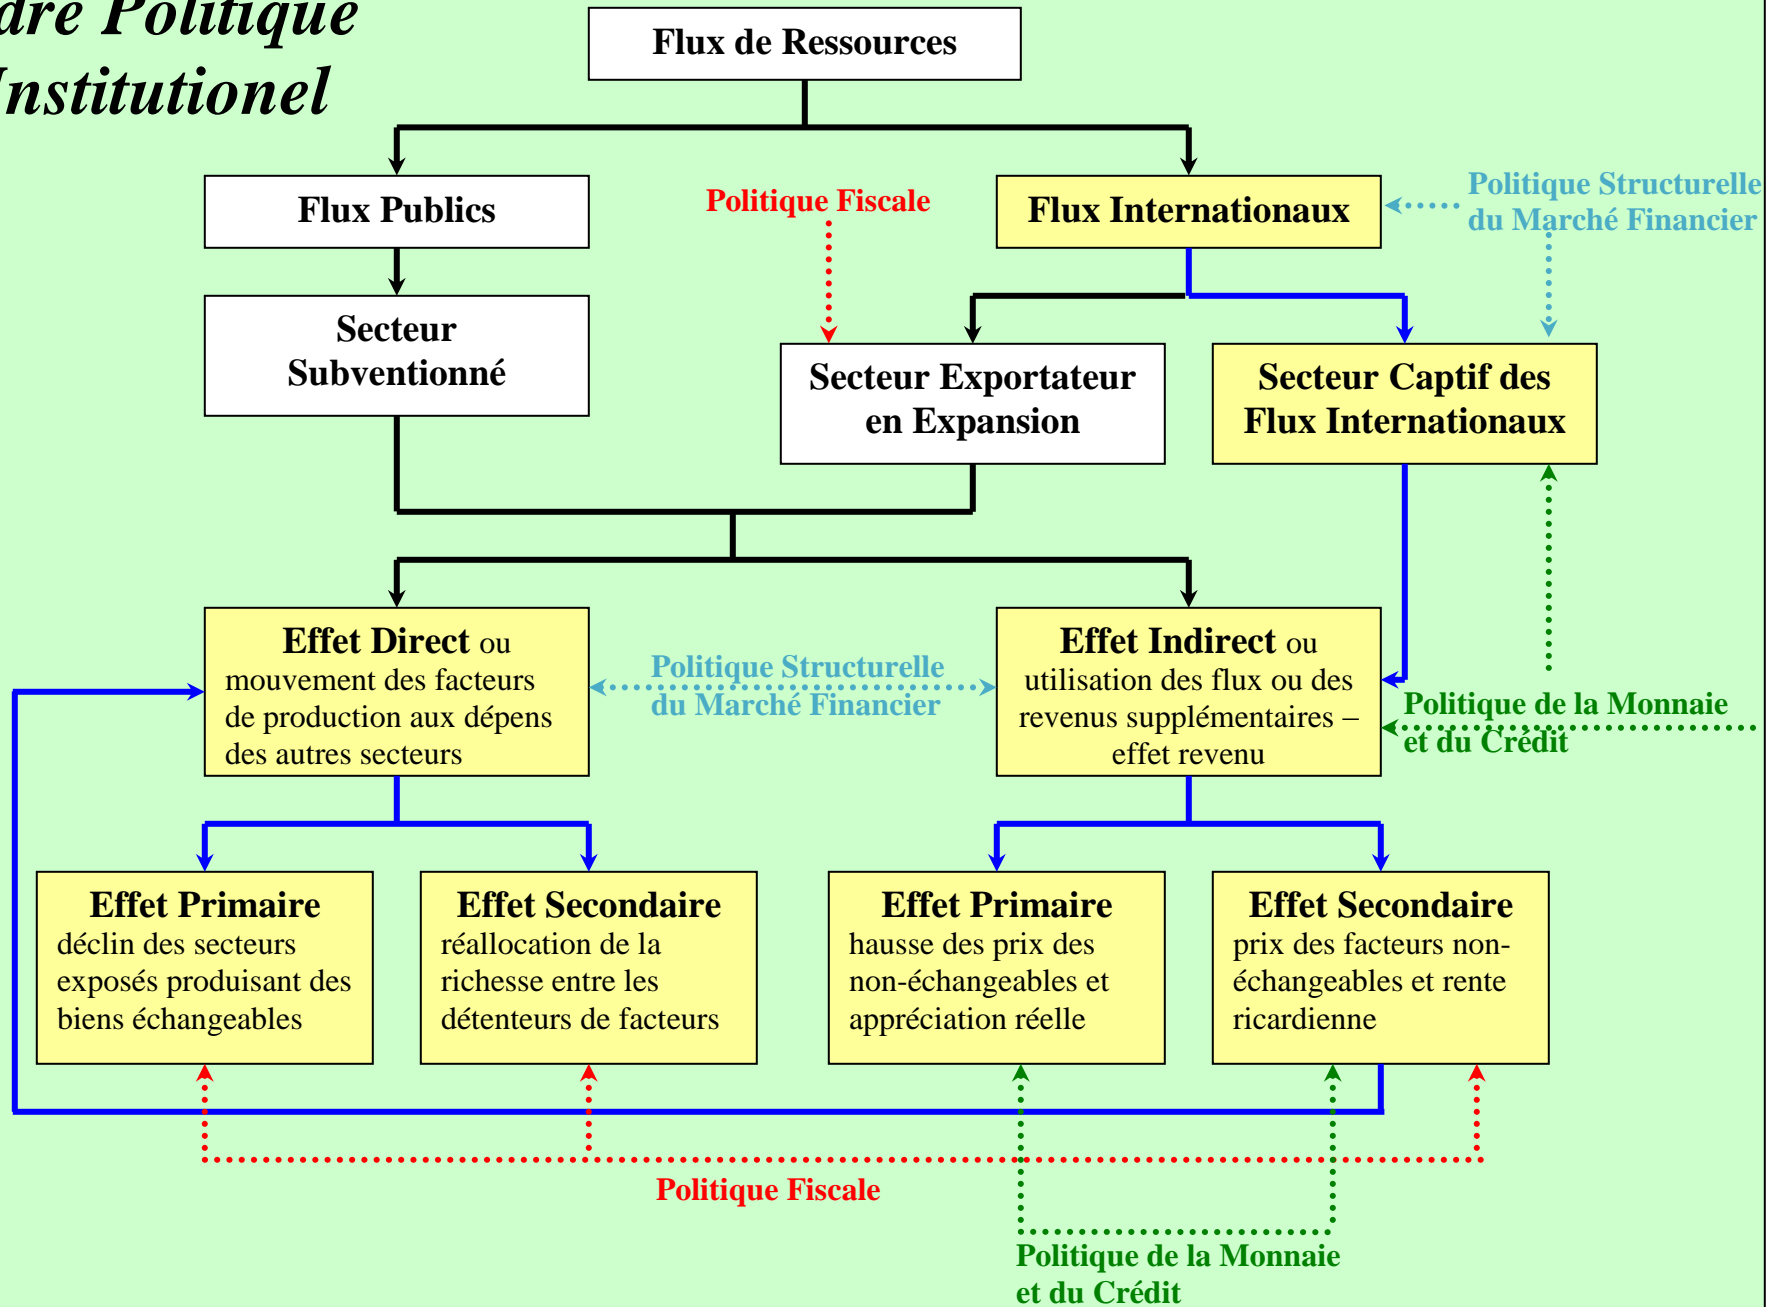 dre Politique
Institutionel
Flux de Ressources
Flux Publics
Politique Fiscale
Flux Internationaux
Politique Structurelle
du Marché Financier
Secteur
Subventionné
Secteur Exportateur
en Expansion
Secteur Captif des
Flux Internationaux
Effet Direct ou
mouvement des facteurs
de production aux dépens
des autres secteurs
Politique Structurelle
du Marché Financier
Effet Indirect ou
utilisation des flux ou des
revenus supplémentaires –
effet revenu
Politique de la Monnaie
et du Crédit
Effet Primaire
déclin des secteurs
exposés produisant des
biens échangeables
Effet Secondaire
réallocation de la
richesse entre les
détenteurs de facteurs
Effet Primaire
hausse des prix des
non-échangeables et
appréciation réelle
Effet Secondaire
prix des facteurs non-
échangeables et rente
ricardienne
Politique Fiscale
Politique de la Monnaie
et du Crédit